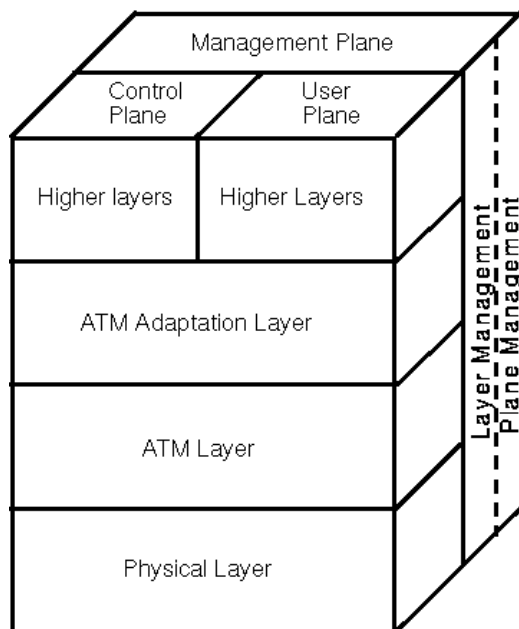 Management Plane
Control
Plane
User
Plane
Higher layers
Higher Layers
ATM Adaptation Layer
ATM Layer
Physical Layer
Layer Management
Plane Management